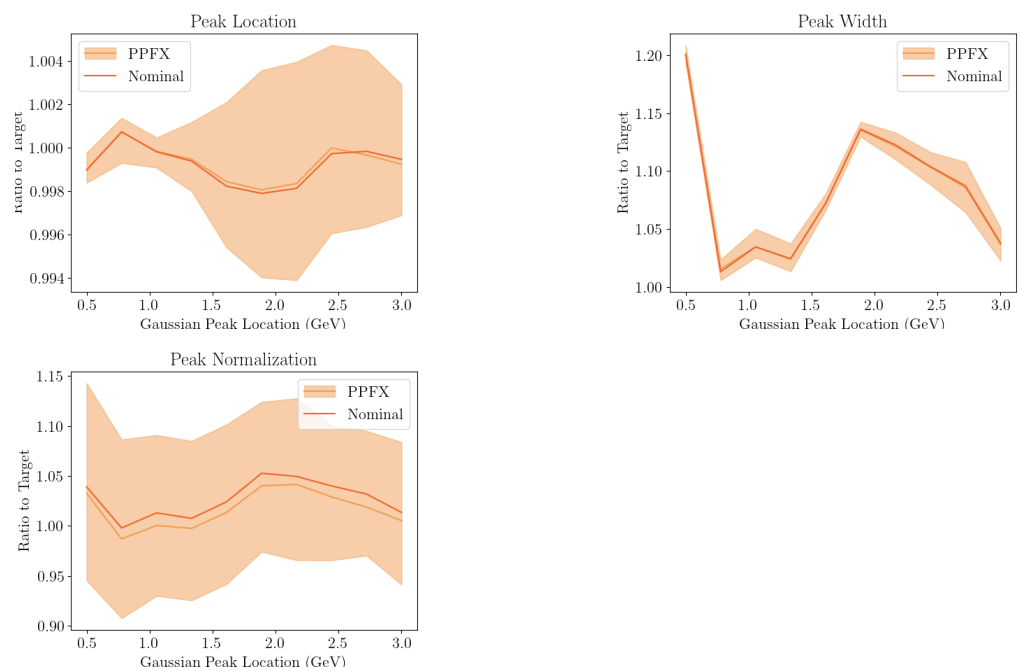 Peak Location
PPFX
Nominal
1.004
1.002
1.000
0.998
0.996
0.994
Ratio to Target
0.5 1.0 1.5 2.0 2.5 3.0
Gaussian Peak Location (GeV)
Peak Width
PPFX
Nominal
1.20
1.15
1.10
1.05
1.00
Ratio to Target
0.5 1.0 1.5 2.0 2.5 3.0
Gaussian Peak Location (GeV)
Peak Normalization
PPFX
Nominal
1.15
1.10
1.05
1.00
0.95
0.90
Ratio to Target
0.5 1.0 1.5 2.0 2.5 3.0
Gaussian Peak Location (GeV)